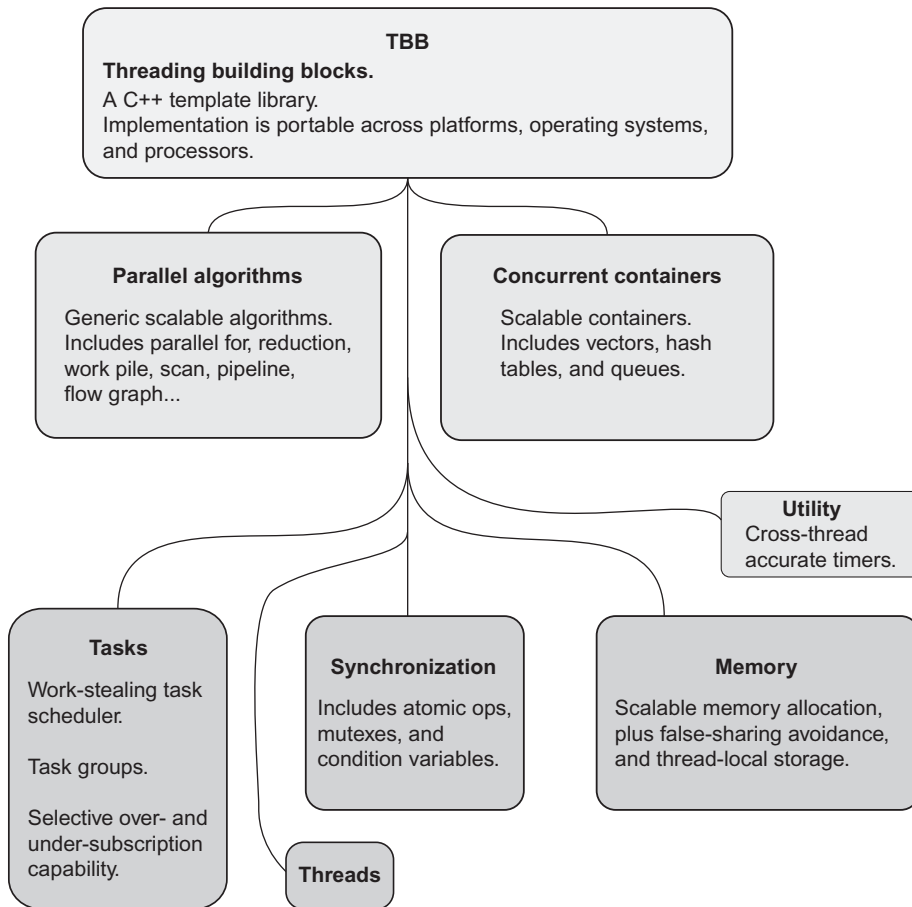 TBB
Threading building blocks.
A C++ template library.
Implementation is portable across platforms, operating systems,
and processors.
Parallel algorithms
Generic scalable algorithms.
Includes parallel for, reduction,
work pile, scan, pipeline,
flow graph...
Concurrent containers
Scalable containers.
Includes vectors, hash
tables, and queues.
Utility
Cross-thread
accurate timers.
Tasks
Work-stealing task
scheduler.
Task groups.
Selective over- and
under-subscription
capability.
Synchronization
Includes atomic ops,
mutexes, and
condition variables.
Memory
Scalable memory allocation,
plus false-sharing avoidance,
and thread-local storage.
Threads